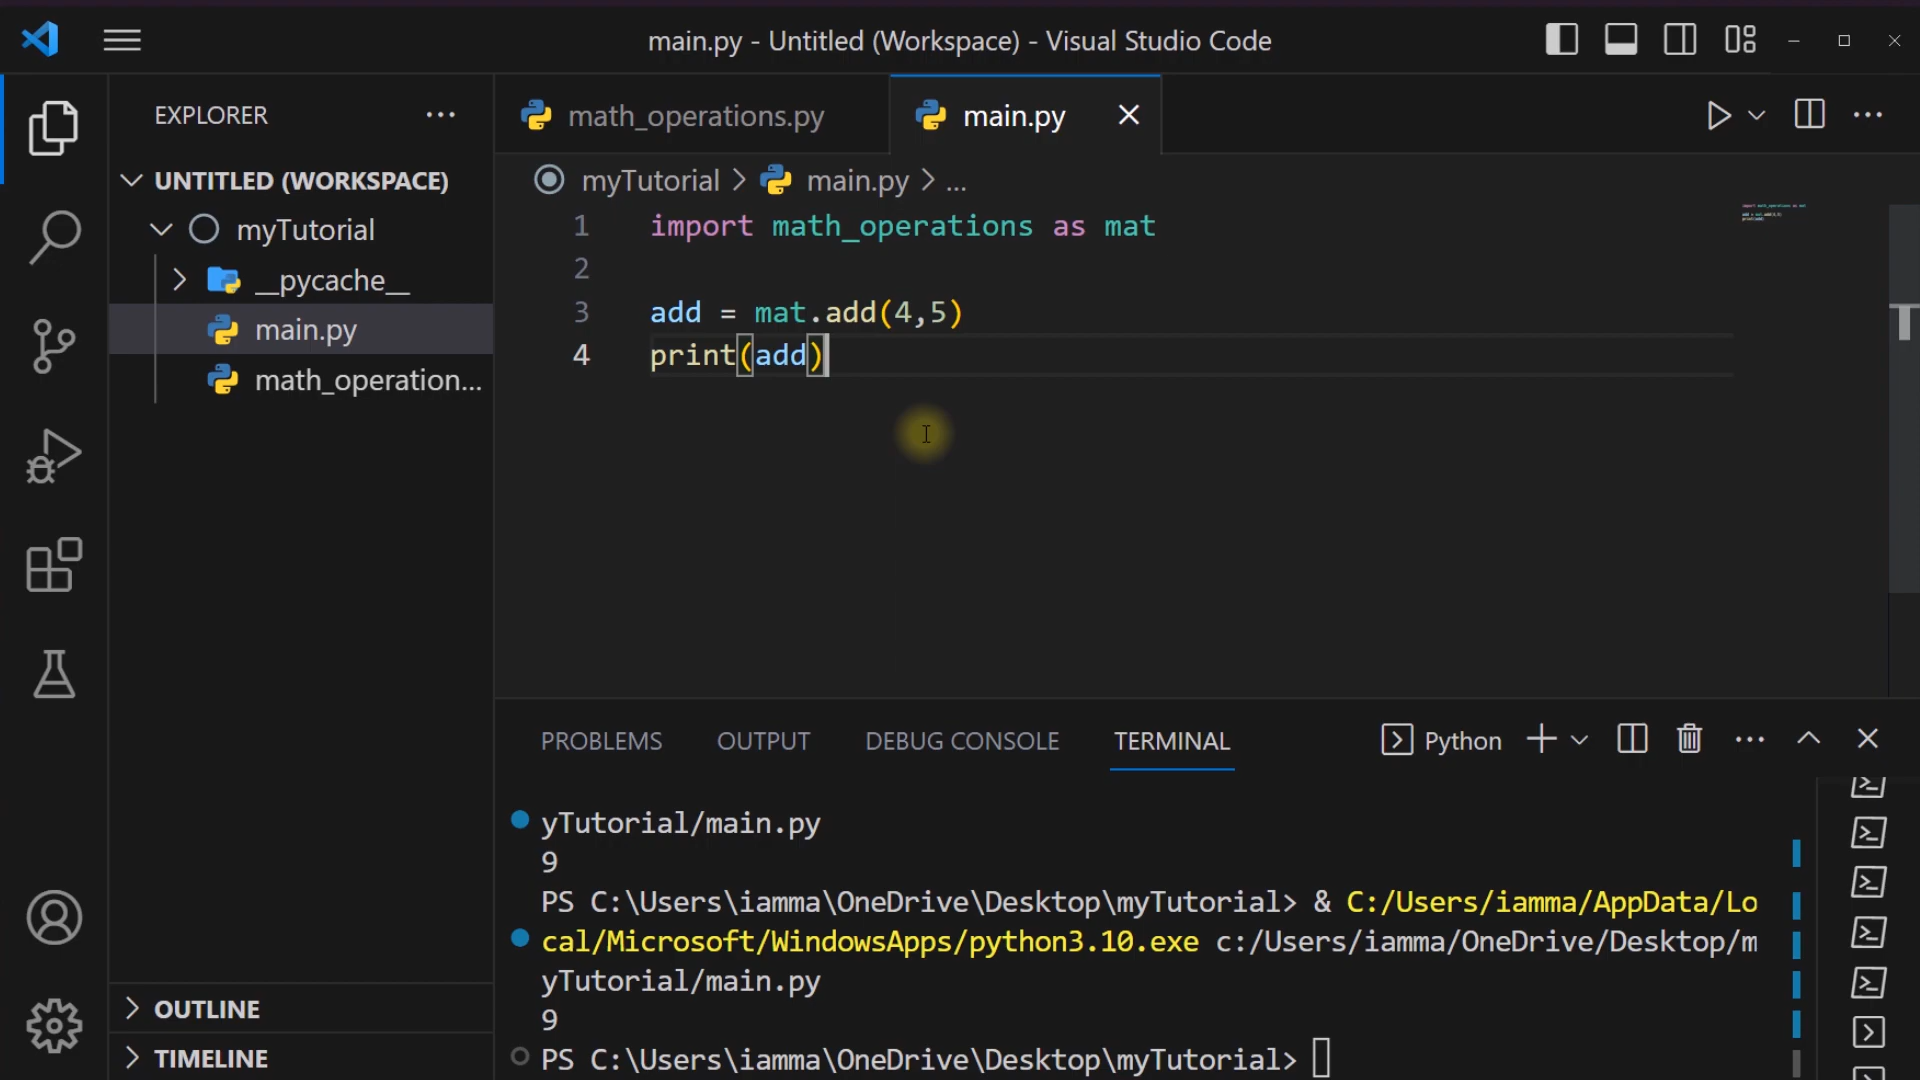 main.py - Untitled (Workspace) - Visual Studio Code
EXPLORER
UNTITLED (WORKSPACE)
myTutorial
__pycache__
main.py
math_operation...
OUTLINE
TIMELINE
math_operations.py
main.py
myTutorial > main.py > ...
1 import math_operations as mat
2
3 add = mat.add(4,5)
4 print(add)
PROBLEMS OUTPUT DEBUG CONSOLE TERMINAL
Python
yTutorial/main.py
9
PS C:\Users\iamma\OneDrive\Desktop\myTutorial> & C:/Users/iamma/AppData/Lo
cal/Microsoft/WindowsApps/python3.10.exe c:/Users/iamma/OneDrive/Desktop/m
yTutorial/main.py
9
PS C:\Users\iamma\OneDrive\Desktop\myTutorial>